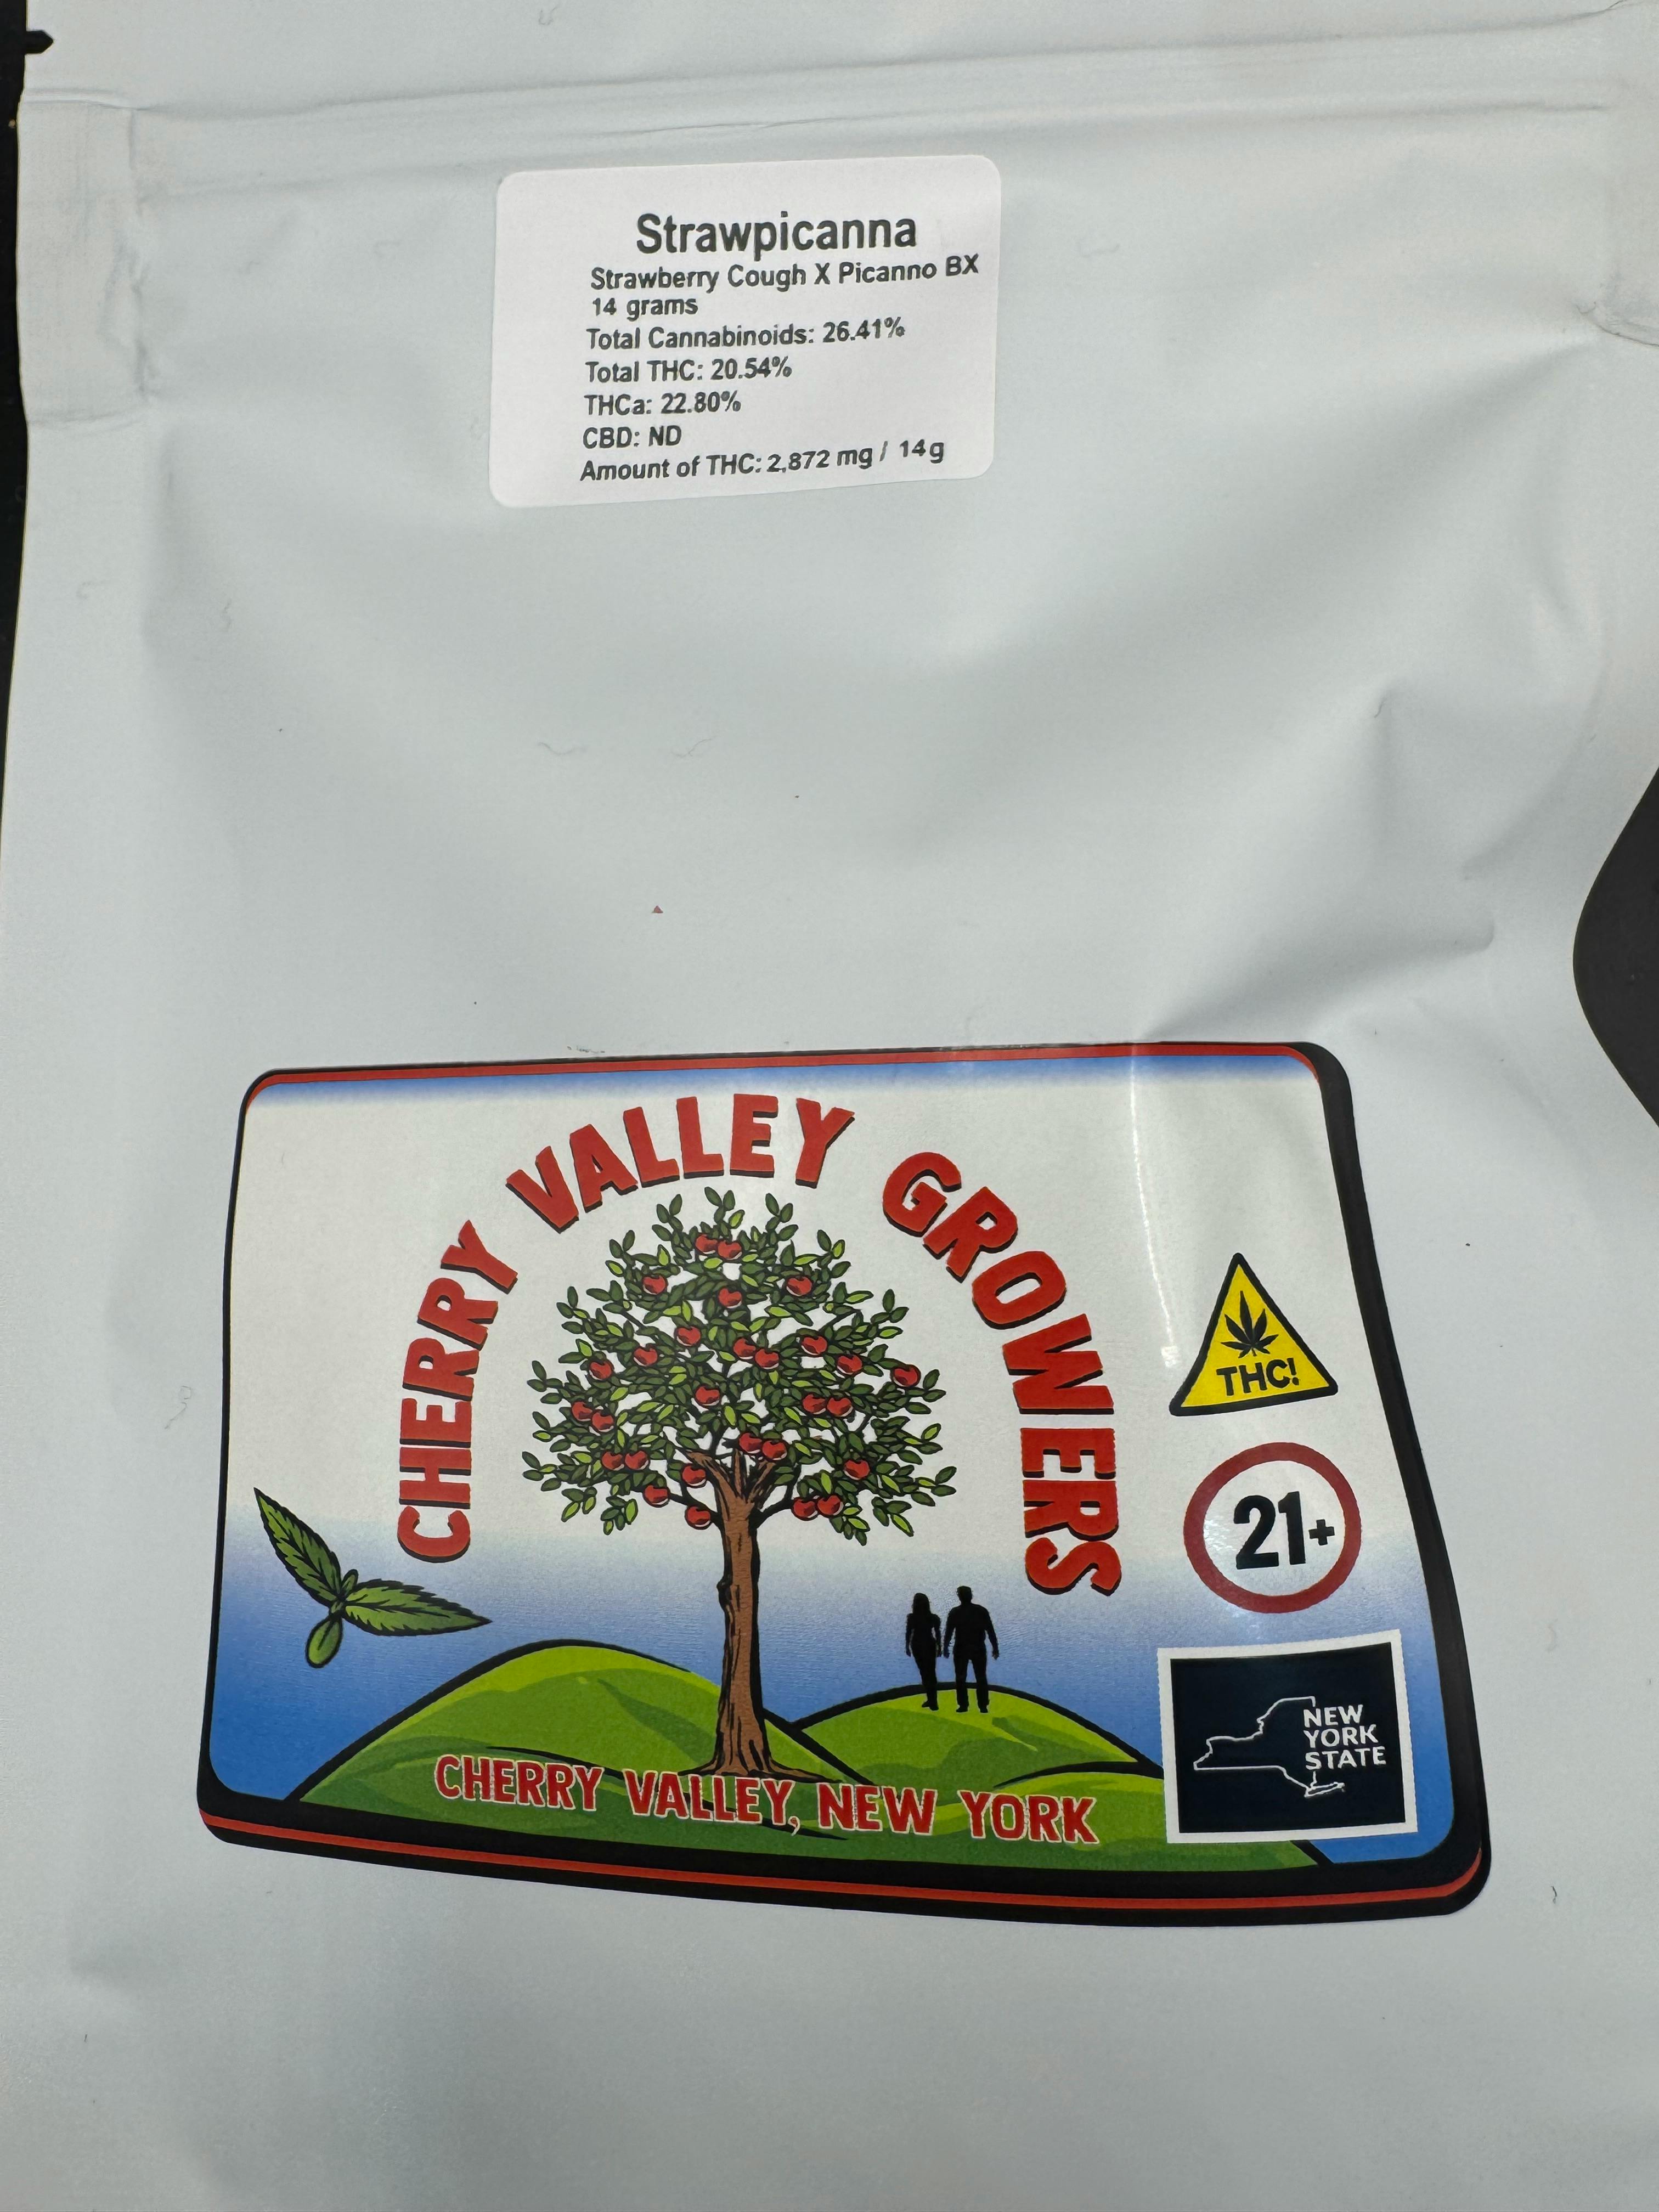 Strawpicanna
Strawberry Cough X Picanno BX
14 grams
Total Cannabinoids: 26.41%
Total THC: 20.54%
THCa: 22.80%
CBD: ND
Amount of THC: 2,872 mg / 14g
CHERRY VALLEY GROWERS
THC!
21+
NEW
YORK
STATE
CHERRY VALLEY, NEW YORK